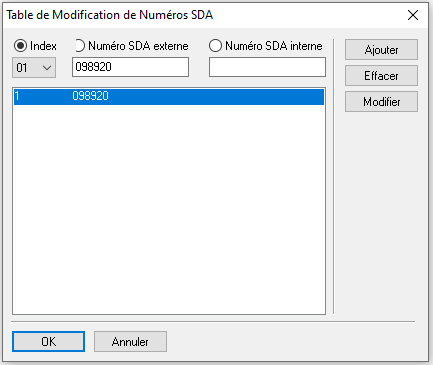 Table de Modification de Numéros SDA
Index Numéro SDA externe Numéro SDA interne Ajouter
01 098920
Effacer
1 098920
Modifier
OK Annuler